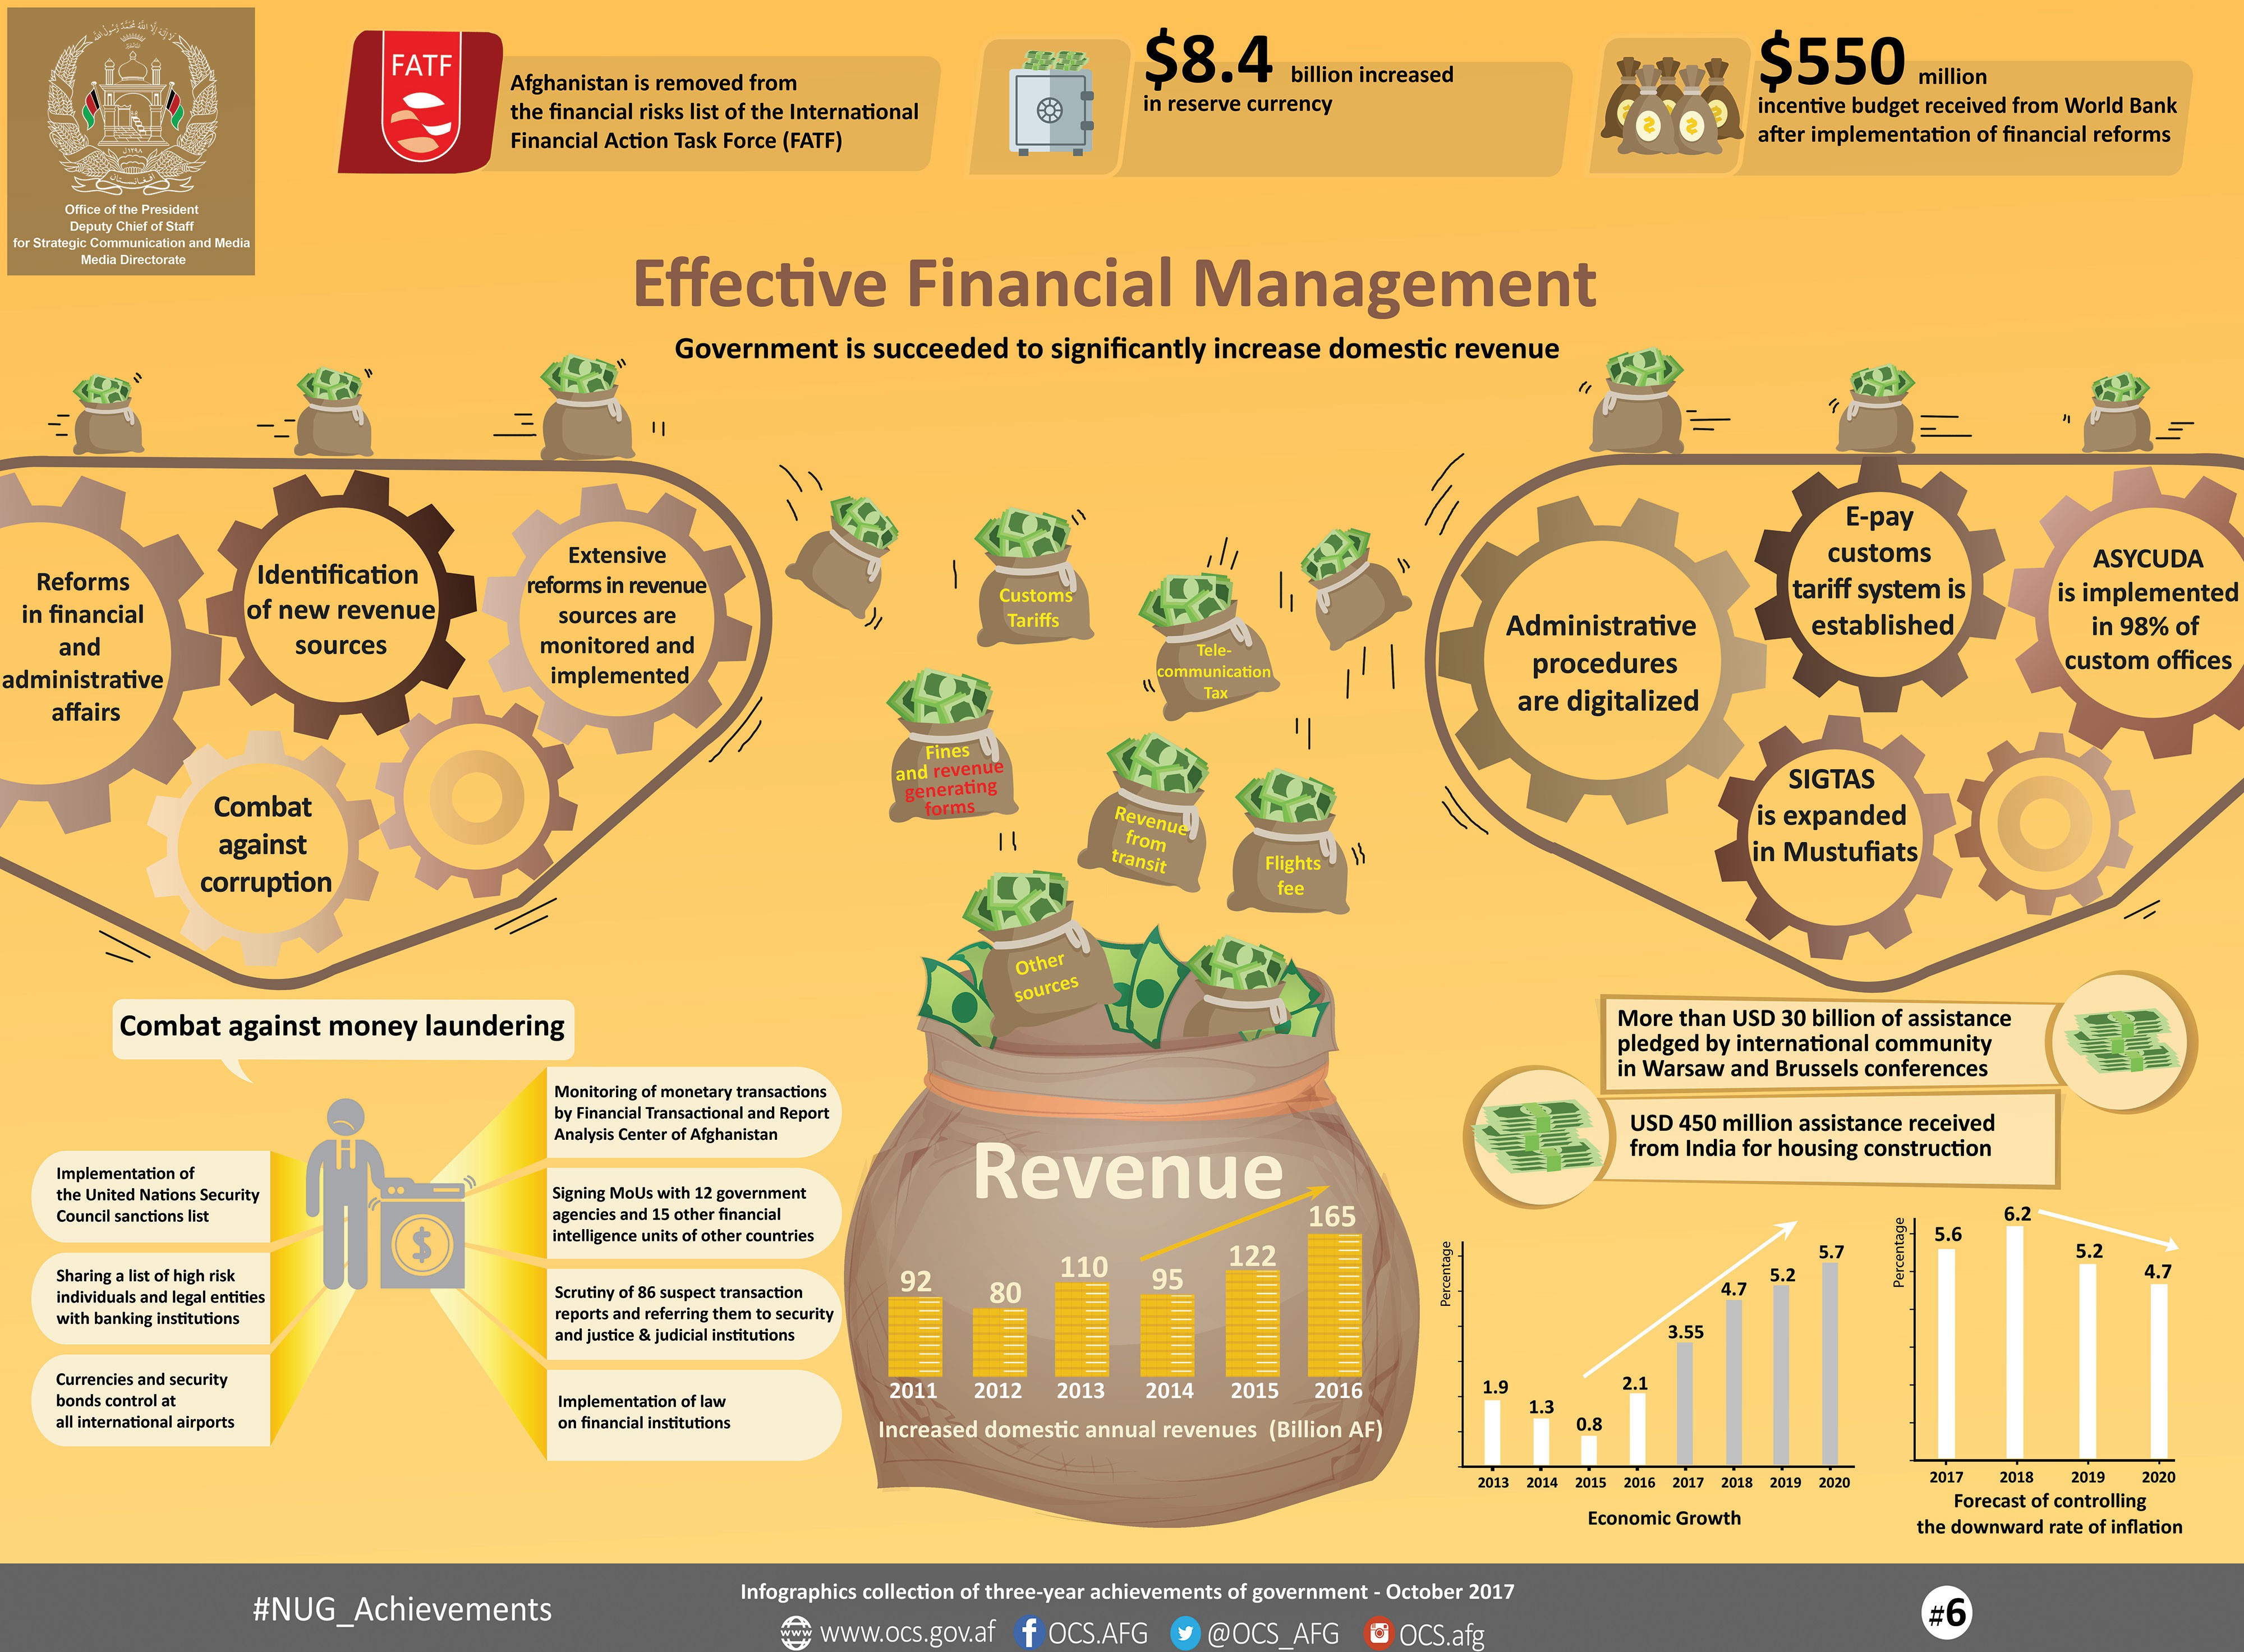 Office of the President
Deputy Chief of Staff
for Strategic Communication and Media
Media Directorate
FATF
Afghanistan is removed from
the financial risks list of the International
Financial Action Task Force (FATF)
$8.4 billion increased
in reserve currency
$550 million
incentive budget received from World Bank
after implementation of financial reforms
Effective Financial Management
Government is succeeded to significantly increase domestic revenue
Reforms
in financial
and
administrative
affairs
Identification
of new revenue
sources
Extensive
reforms in revenue
sources are
monitored and
implemented
Combat
against
corruption
Customs
Tariffs
Tele-
communication
Tax
Fines
and revenue
generating
forms
Revenue
from
transit
Flights
fee
Other
sources
Administrative
procedures
are digitalized
E-pay
customs
tariff system is
established
ASYCUDA
is implemented
in 98% of
custom offices
SIGTAS
is expanded
in Mustufiats
Combat against money laundering
Implementation of
the United Nations Security
Council sanctions list
Sharing a list of high risk
individuals and legal entities
with banking institutions
Currencies and security
bonds control at
all international airports
$
Monitoring of monetary transactions
by Financial Transactional and Report
Analysis Center of Afghanistan
Signing MoUs with 12 government
agencies and 15 other financial
intelligence units of other countries
Scrutiny of 86 suspect transaction
reports and referring them to security
and justice & judicial institutions
Implementation of law
on financial institutions
Revenue
92 80 110 95 122 165
2011 2012 2013 2014 2015 2016
Increased domestic annual revenues (Billion AF)
More than USD 30 billion of assistance
pledged by international community
in Warsaw and Brussels conferences
USD 450 million assistance received
from India for housing construction
Percentage
1.9 1.3 0.8 2.1 3.55 4.7 5.2 5.7
2013 2014 2015 2016 2017 2018 2019 2020
Economic Growth
Percentage
5.6 6.2 5.2 4.7
2017 2018 2019 2020
Forecast of controlling
the downward rate of inflation
#NUG_Achievements
Infographics collection of three-year achievements of government - October 2017
www www.ocs.gov.af f OCS.AFG @OCS_AFG OCS.afg
#6